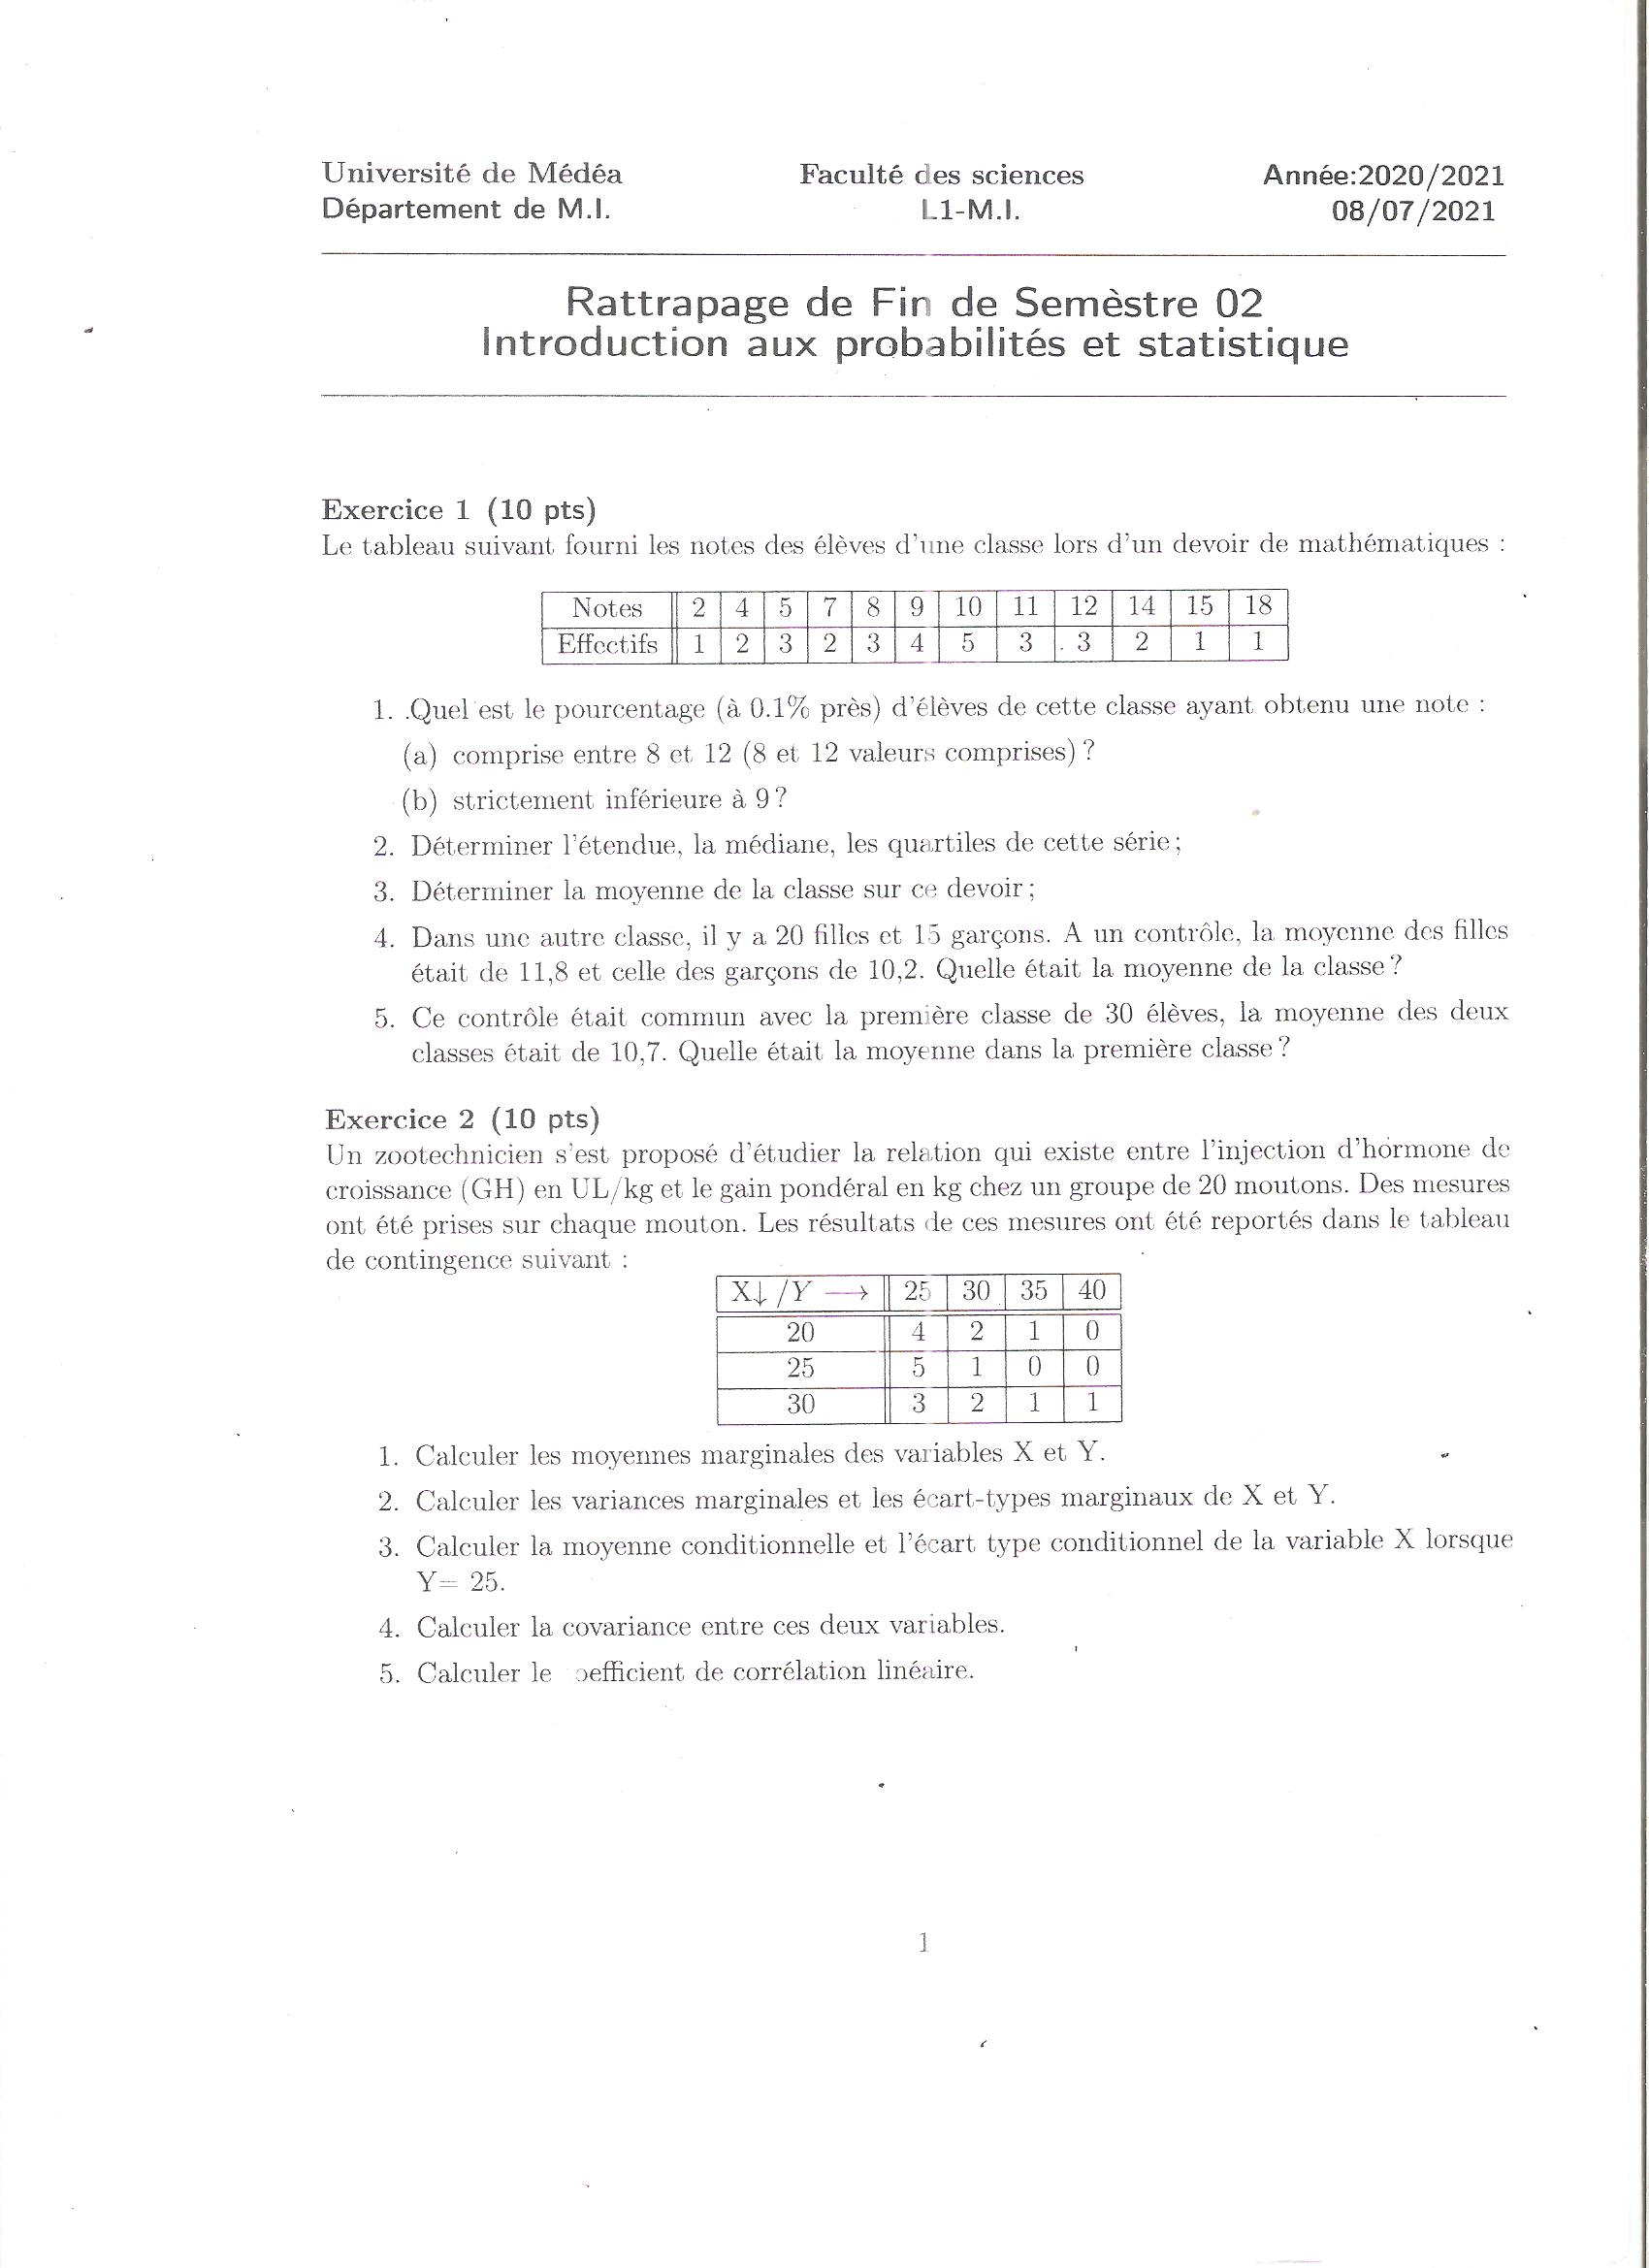 Université de Médéa Faculté des sciences Année:2020/2021
Département de M.I. L1-M.I. 08/07/2021
Rattrapage de Fin de Semèstre 02
Introduction aux probabilités et statistique
Exercice 1 (10 pts)
Le tableau suivant fourni les notes des élèves d'une classe lors d'un devoir de mathématiques :
Notes 2 4 5 7 8 9 10 11 12 14 15 18
Effectifs 1 2 3 2 3 4 5 3 3 2 1 1
1. Quel est le pourcentage (à 0.1% près) d'élèves de cette classe ayant obtenu une note :
(a) comprise entre 8 et 12 (8 et 12 valeurs comprises) ?
(b) strictement inférieure à 9 ?
2. Déterminer l'étendue, la médiane, les quartiles de cette série ;
3. Déterminer la moyenne de la classe sur ce devoir ;
4. Dans une autre classe, il y a 20 filles et 15 garçons. A un contrôle, la moyenne des filles
était de 11,8 et celle des garçons de 10,2. Quelle était la moyenne de la classe ?
5. Ce contrôle était commun avec la première classe de 30 élèves, la moyenne des deux
classes était de 10,7. Quelle était la moyenne dans la première classe ?
Exercice 2 (10 pts)
Un zootechnicien s'est proposé d'étudier la relation qui existe entre l'injection d'hormone de
croissance (GH) en UL/kg et le gain pondéral en kg chez un groupe de 20 moutons. Des mesures
ont été prises sur chaque mouton. Les résultats de ces mesures ont été reportés dans le tableau
de contingence suivant :
X↓ /Y → 25 30 35 40
20 4 2 1 0
25 5 1 0 0
30 3 2 1 1
1. Calculer les moyennes marginales des variables X et Y.
2. Calculer les variances marginales et les écart-types marginaux de X et Y.
3. Calculer la moyenne conditionnelle et l'écart type conditionnel de la variable X lorsque
Y= 25.
4. Calculer la covariance entre ces deux variables.
5. Calculer le oefficient de corrélation linéaire.
1